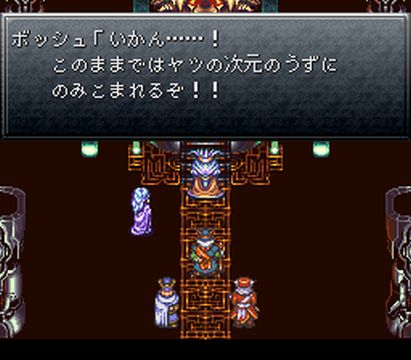 ボッシュ「いかん……！
このままではヤツの次元のうずに
のみこまれるぞ！！